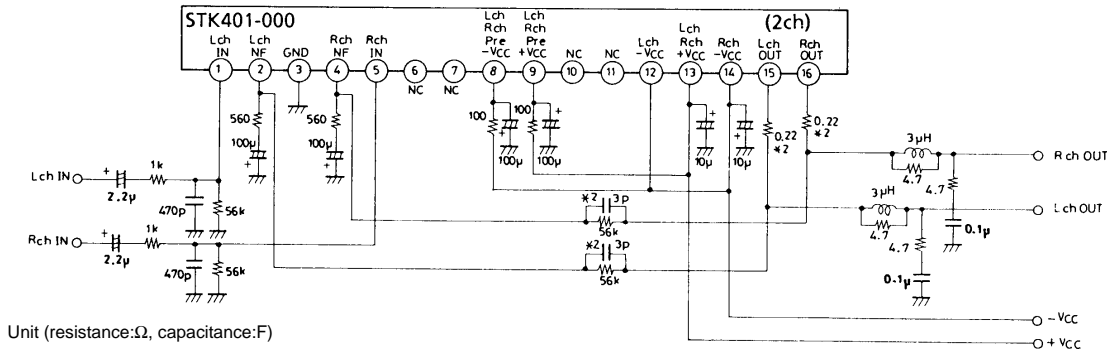 STK401-000
(2ch)
Lch IN
Lch NF
GND
Rch NF
Rch IN
Lch Rch Pre -VCC
Lch Rch Pre +VCC
NC
NC
Lch -VCC
Lch Rch +VCC
Rch -VCC
Lch OUT
Rch OUT
1 2 3 4 5 6 7 8 9 10 11 12 13 14 15 16
NC NC
560
100μ
+
560
100μ
+
100
+
100μ
100
+
100μ
+
10μ
+
10μ
0.22
*2
0.22
*2
3μH
4.7
4.7
Rch OUT
3μH
4.7
4.7
Lch OUT
0.1μ
0.1μ
Lch IN
+
2.2μ
1k
470p
56k
Rch IN
+
2.2μ
1k
470p
56k
*2 3p
56k
*2 3p
56k
-VCC
+VCC
Unit (resistance:Ω, capacitance:F)